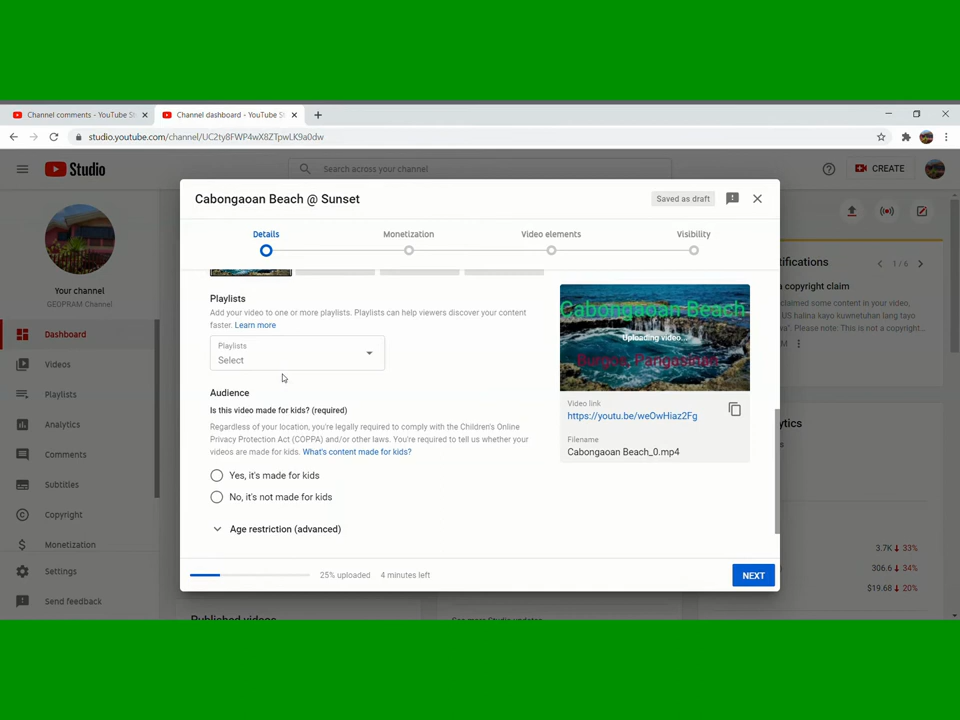 Channel comments - YouTube St
Channel dashboard - YouTube S
studio.youtube.com/channel/UC2ty8FWP4wX8ZTpwLK9a0dw
Studio
Search across your channel
CREATE
Your channel
GEOPRAM Channel
Dashboard
Videos
Playlists
Analytics
Comments
Subtitles
Copyright
Monetization
Settings
Send feedback
Cabongaoan Beach @ Sunset
Saved as draft
Details
Monetization
Video elements
Visibility
Playlists
Add your video to one or more playlists. Playlists can help viewers discover your content
faster. Learn more
Playlists
Select
Audience
Is this video made for kids? (required)
Regardless of your location, you're legally required to comply with the Children's Online
Privacy Protection Act (COPPA) and/or other laws. You're required to tell us whether your
videos are made for kids. What's content made for kids?
Yes, it's made for kids
No, it's not made for kids
Age restriction (advanced)
Cabongaoan Beach
Uploading video...
Burgos, Pangasinan
Video link
https://youtu.be/weOwHiaz2Fg
Filename
Cabongaoan Beach_0.mp4
25% uploaded
4 minutes left
NEXT
tifications
1 / 6
a copyright claim
claimed some content in your video,
US halina kayo kuwnetuhan lang tayo
". Please note: This is not a copyright...
ytics
3.7K 33%
306.6 34%
$19.68 20%
Published videos